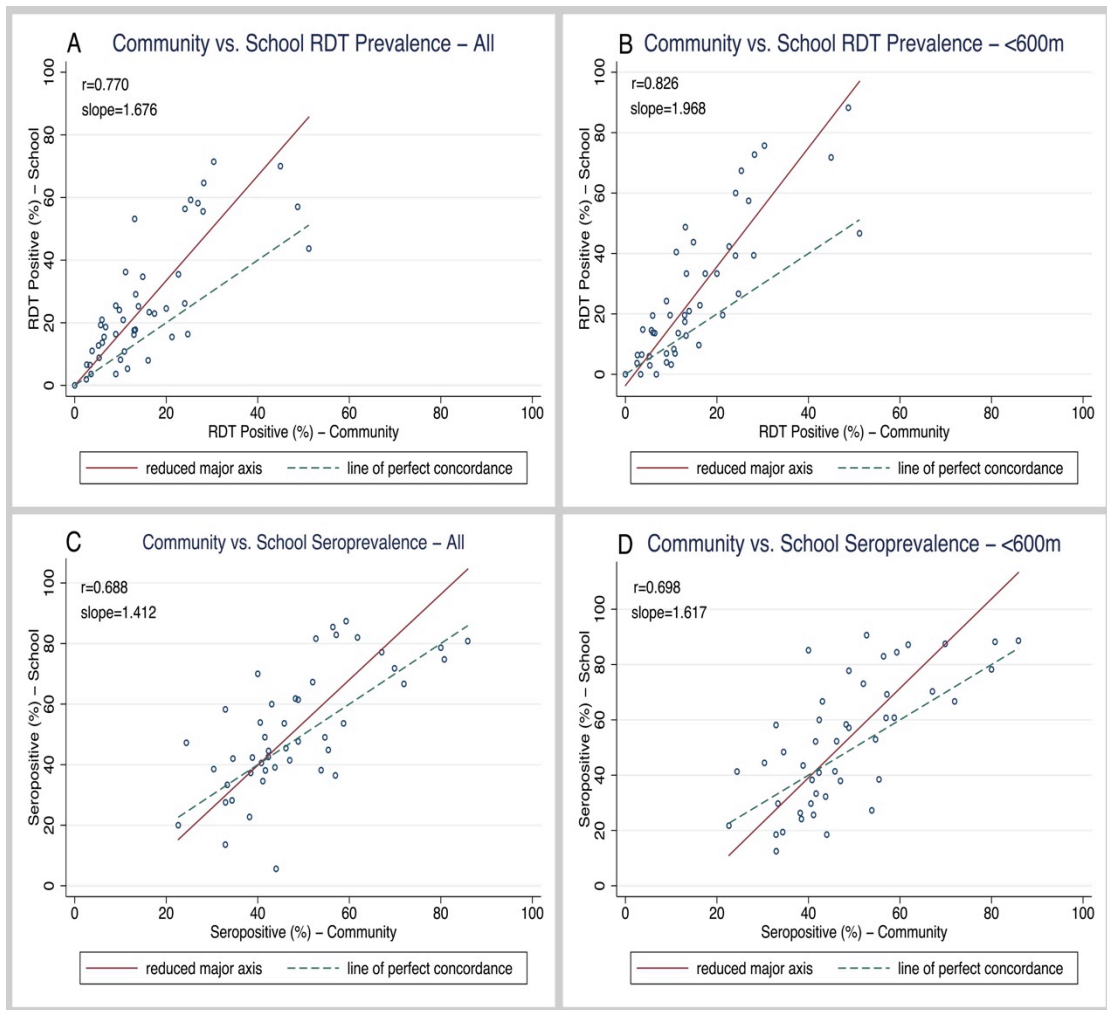 A Community vs. School RDT Prevalence – All
r=0.770
slope=1.676
RDT Positive (%) – School
0 20 40 60 80 100
0 20 40 60 80 100
RDT Positive (%) – Community
reduced major axis line of perfect concordance
B Community vs. School RDT Prevalence – <600m
r=0.826
slope=1.968
RDT Positive (%) – School
0 20 40 60 80 100
0 20 40 60 80 100
RDT Positive (%) – Community
reduced major axis line of perfect concordance
C Community vs. School Seroprevalence – All
r=0.688
slope=1.412
Seropositive (%) – School
0 20 40 60 80 100
0 20 40 60 80 100
Seropositive (%) – Community
reduced major axis line of perfect concordance
D Community vs. School Seroprevalence – <600m
r=0.698
slope=1.617
Seropositive (%) – School
0 20 40 60 80 100
0 20 40 60 80 100
Seropositive (%) – Community
reduced major axis line of perfect concordance